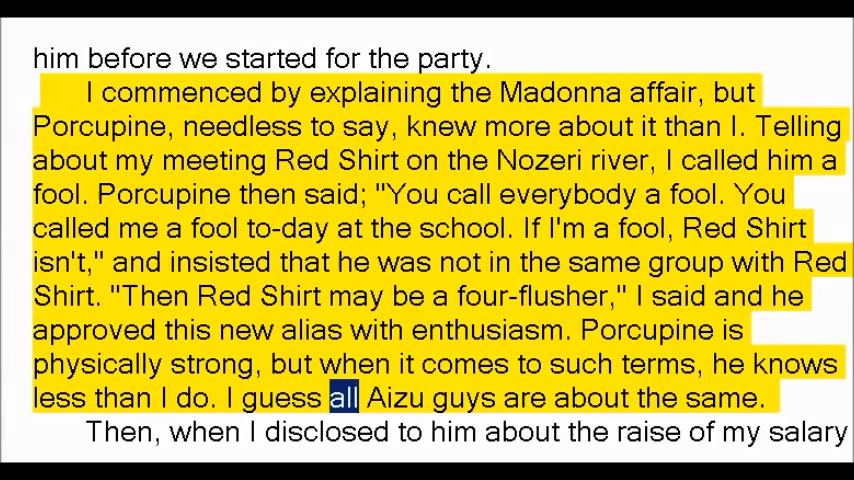 him before we started for the party.
I commenced by explaining the Madonna affair, but
Porcupine, needless to say, knew more about it than I. Telling
about my meeting Red Shirt on the Nozeri river, I called him a
fool. Porcupine then said; "You call everybody a fool. You
called me a fool to-day at the school. If I'm a fool, Red Shirt
isn't," and insisted that he was not in the same group with Red
Shirt. "Then Red Shirt may be a four-flusher," I said and he
approved this new alias with enthusiasm. Porcupine is
physically strong, but when it comes to such terms, he knows
less than I do. I guess all Aizu guys are about the same.
Then, when I disclosed to him about the raise of my salary